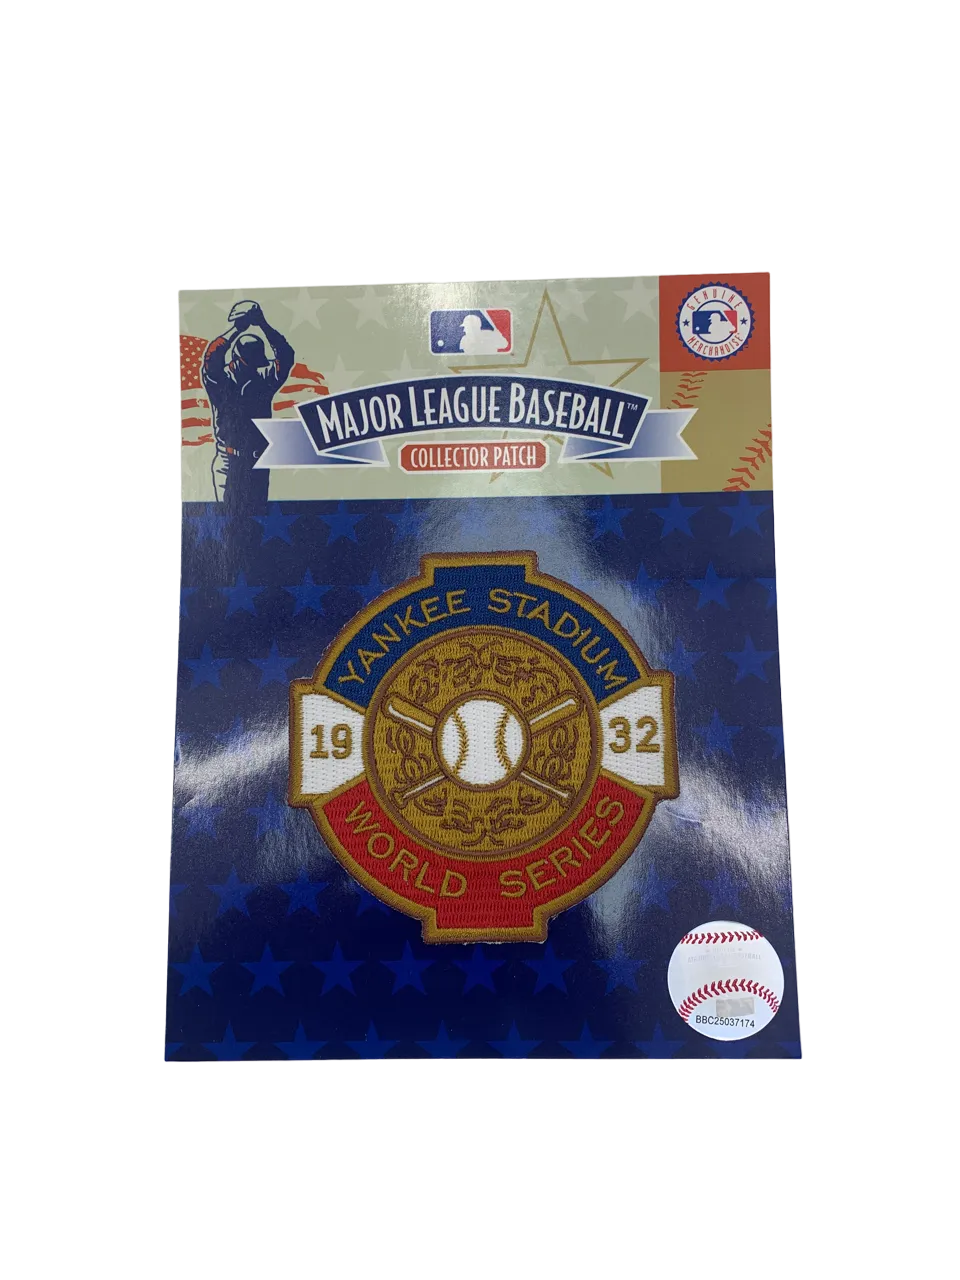 GENUINE
MERCHANDISE
MAJOR LEAGUE BASEBALL™
COLLECTOR PATCH
YANKEE STADIUM
19 32
WORLD SERIES
BBC25037174